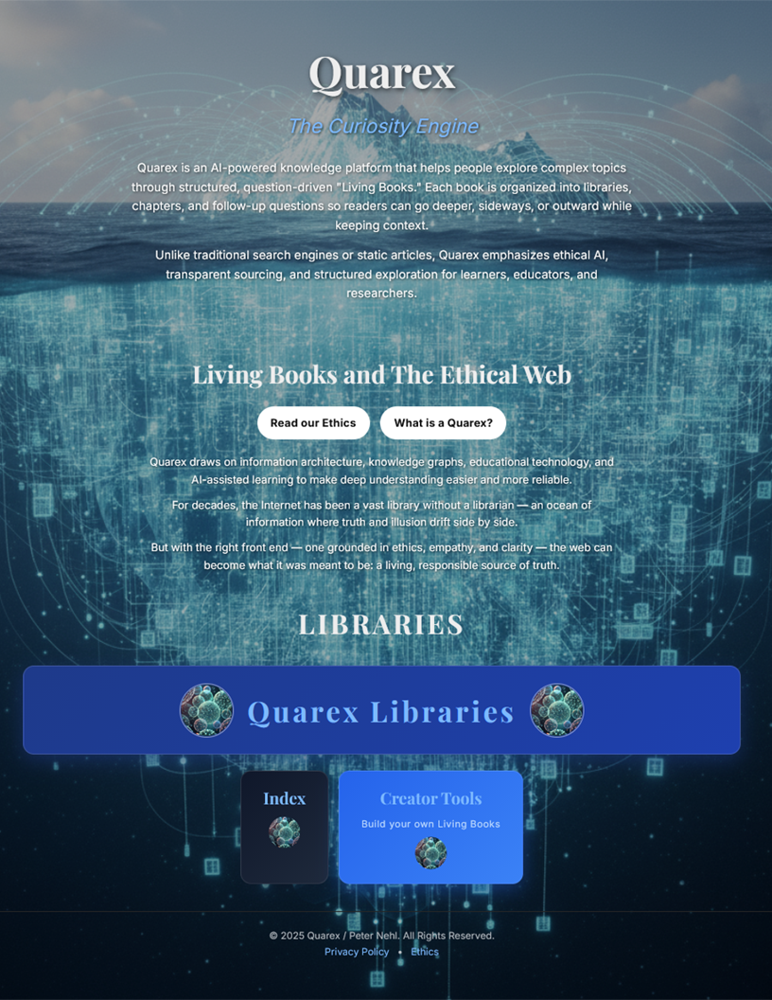 Quarex
The Curiosity Engine
Quarex is an AI-powered knowledge platform that helps people explore complex topics
through structured, question-driven "Living Books." Each book is organized into libraries,
chapters, and follow-up questions so readers can go deeper, sideways, or outward while
keeping context.
Unlike traditional search engines or static articles, Quarex emphasizes ethical AI,
transparent sourcing, and structured exploration for learners, educators, and
researchers.
Living Books and The Ethical Web
Read our Ethics
What is a Quarex?
Quarex draws on information architecture, knowledge graphs, educational technology, and
AI-assisted learning to make deep understanding easier and more reliable.
For decades, the Internet has been a vast library without a librarian — an ocean of
information where truth and illusion drift side by side.
But with the right front end — one grounded in ethics, empathy, and clarity — the web can
become what it was meant to be: a living, responsible source of truth.
LIBRARIES
Quarex Libraries
Index
Creator Tools
Build your own Living Books
© 2025 Quarex / Peter Nehl. All Rights Reserved.
Privacy Policy • Ethics